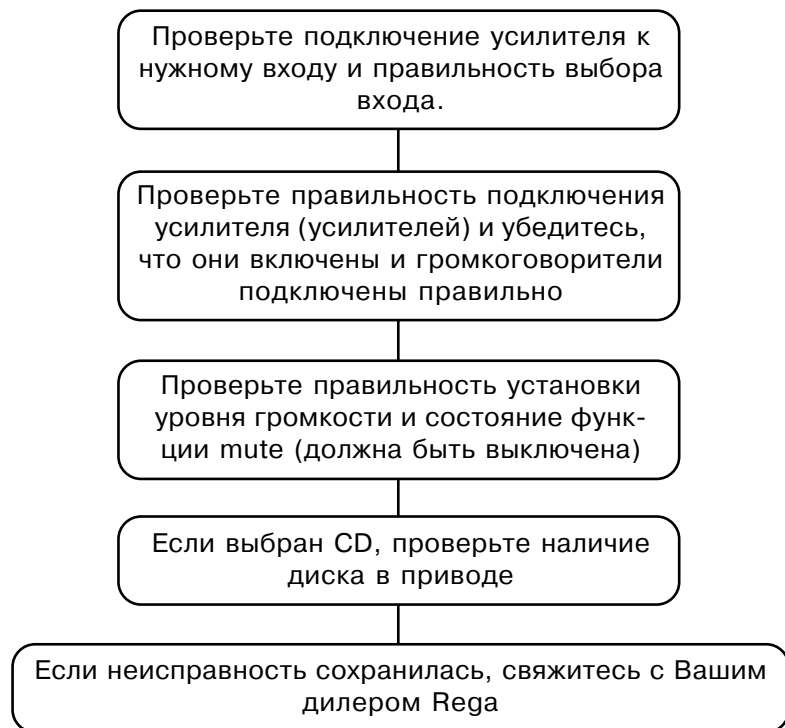 Проверьте подключение усилителя к
нужному входу и правильность выбора
входа.
Проверьте правильность подключения
усилителя (усилителей) и убедитесь,
что они включены и громкоговорители
подключены правильно
Проверьте правильность установки
уровня громкости и состояние функ-
ции mute (должна быть выключена)
Если выбран CD, проверьте наличие
диска в приводе
Если неисправность сохранилась, свяжитесь с Вашим
дилером Rega